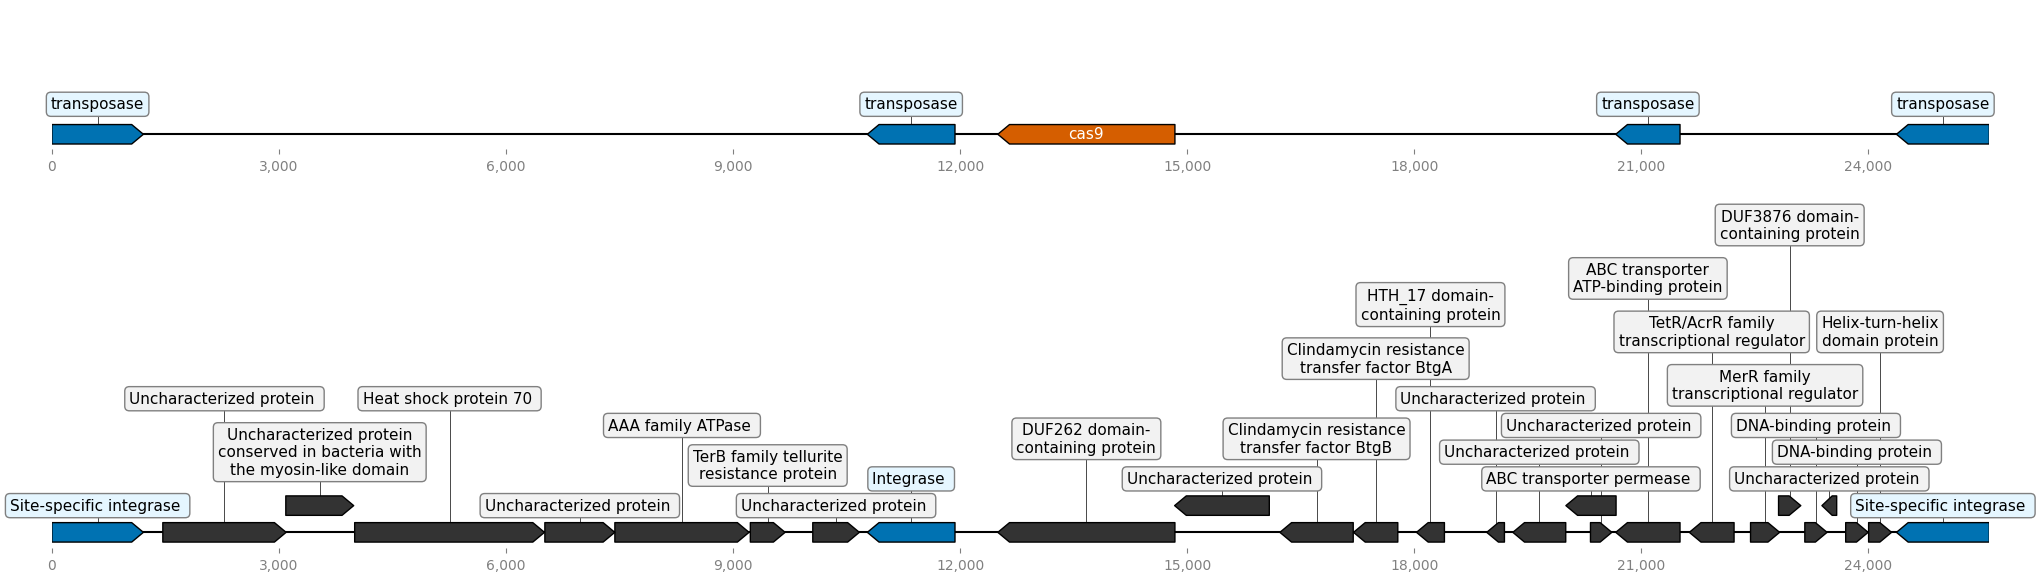 transposase
transposase
transposase
transposase
cas9
0
3,000
6,000
9,000
12,000
15,000
18,000
21,000
24,000
DUF3876 domain-
containing protein
ABC transporter
ATP-binding protein
HTH_17 domain-
containing protein
TetR/AcrR family
transcriptional regulator
Helix-turn-helix
domain protein
Clindamycin resistance
transfer factor BtgA
MerR family
transcriptional regulator
Uncharacterized protein
Heat shock protein 70
Uncharacterized protein
AAA family ATPase
Uncharacterized protein
DNA-binding protein
Uncharacterized protein
conserved in bacteria with
the myosin-like domain
DUF262 domain-
containing protein
Clindamycin resistance
transfer factor BtgB
Uncharacterized protein
DNA-binding protein
TerB family tellurite
resistance protein
Integrase
Uncharacterized protein
ABC transporter permease
Uncharacterized protein
Site-specific integrase
Uncharacterized protein
Uncharacterized protein
Site-specific integrase
0
3,000
6,000
9,000
12,000
15,000
18,000
21,000
24,000